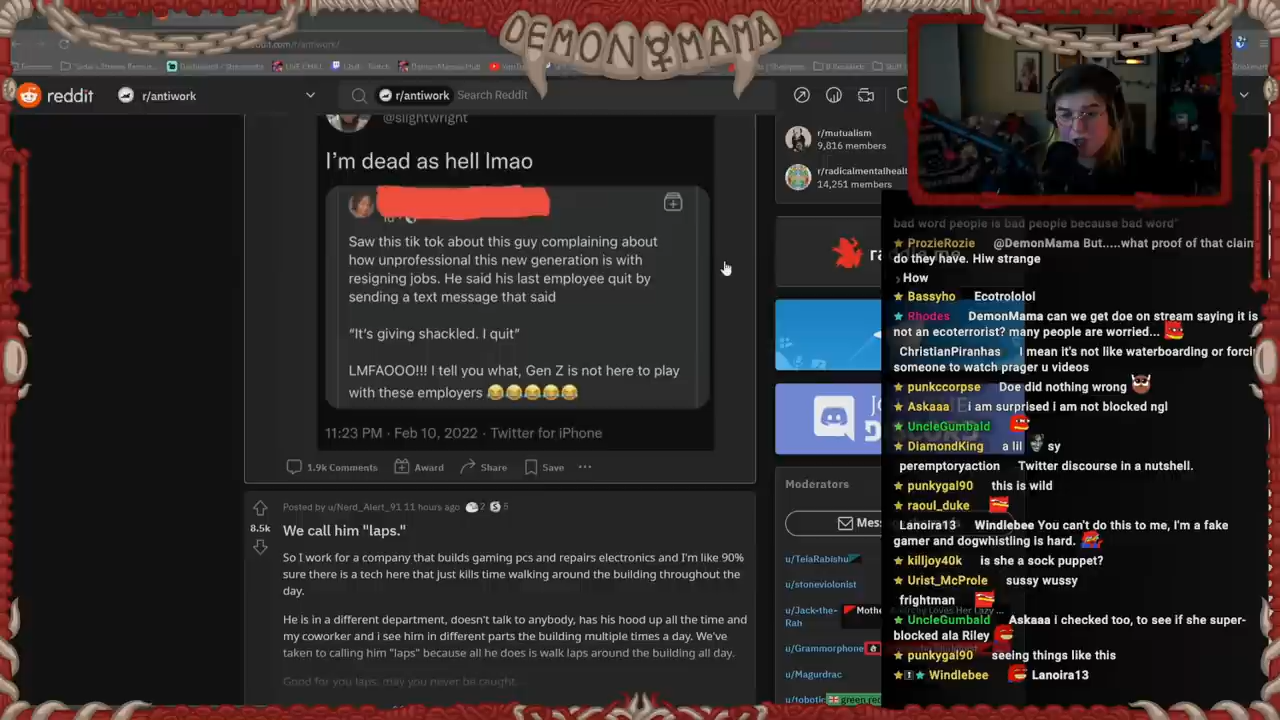 DEMON MAMA
reddit.com/r/antiwork/
reddit
r/antiwork
r/antiwork
Search Reddit
@slightwright
I'm dead as hell lmao
Saw this tik tok about this guy complaining about
how unprofessional this new generation is with
resigning jobs. He said his last employee quit by
sending a text message that said
“It's giving shackled. I quit”
LMFAOOO!!! I tell you what, Gen Z is not here to play
with these employers 😂😂😂😂😂
11:23 PM · Feb 10, 2022 · Twitter for iPhone
1.9k Comments
Award
Share
Save
8.5k
Posted by u/Nerd_Alert_91 11 hours ago
2
5
We call him "laps."
So I work for a company that builds gaming pcs and repairs electronics and I'm like 90%
sure there is a tech here that just kills time walking around the building throughout the
day.
He is in a different department, doesn't talk to anybody, has his hood up all the time and
my coworker and i see him in different parts the building multiple times a day. We've
taken to calling him "laps" because all he does is walk laps around the building all day.
Good for you laps, may you never be caught...
r/mutualism
9,816 members
r/radicalmentalhealt
14,251 members
Moderators
u/TeiaRabishu
u/stoneviolonist
u/Jack-the-
Rah
u/Grammorphone
u/Magurdrac
u/tobotic
bad word people is bad people because bad word"
ProzieRozie @DemonMama But.....what proof of that claim
do they have. Hiw strange
How
Bassyho Ecotrololol
Rhodes DemonMama can we get doe on stream saying it is
not an ecoterrorist? many people are worried...
ChristianPiranhas I mean it's not like waterboarding or forci
someone to watch prager u videos
punkccorpse Doe did nothing wrong
Askaaa i am surprised i am not blocked ngl
UncleGumbald
DiamondKing a lil sy
peremptoryaction Twitter discourse in a nutshell.
punkygal90 this is wild
raoul_duke
Lanoira13 Windlebee You can't do this to me, I'm a fake
gamer and dogwhistling is hard.
killjoy40k is she a sock puppet?
Urist_McProle sussy wussy
frightman
UncleGumbald Askaaa i checked too, to see if she super-
blocked ala Riley
punkygal90 seeing things like this
Windlebee Lanoira13